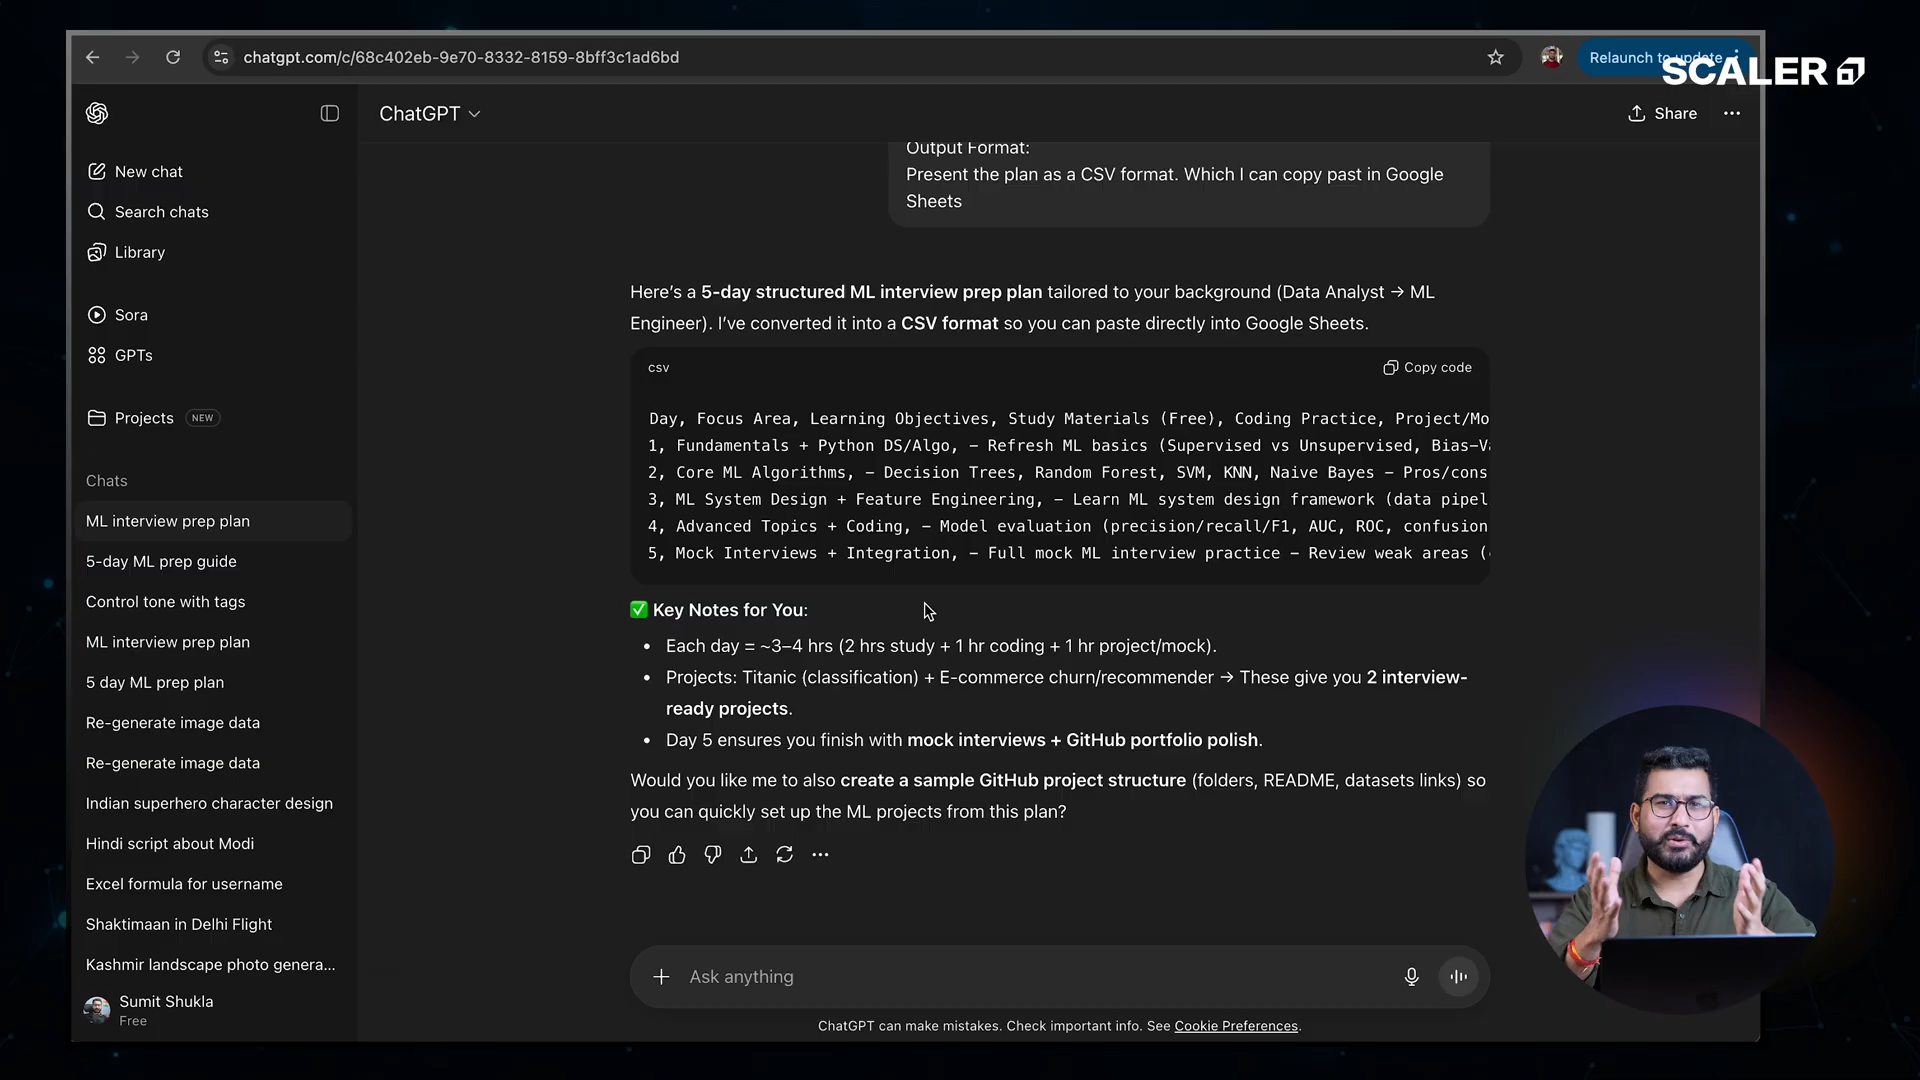 chatgpt.com/c/68c402eb-9e70-8332-8159-8bff3c1ad6bd
Relaunch to update
SCALER
ChatGPT
Share
New chat
Search chats
Library
Sora
GPTs
Projects NEW
Chats
ML interview prep plan
5-day ML prep guide
Control tone with tags
ML interview prep plan
5 day ML prep plan
Re-generate image data
Re-generate image data
Indian superhero character design
Hindi script about Modi
Excel formula for username
Shaktimaan in Delhi Flight
Kashmir landscape photo genera...
Sumit Shukla
Free
Output Format:
Present the plan as a CSV format. Which I can copy past in Google
Sheets
Here's a 5-day structured ML interview prep plan tailored to your background (Data Analyst → ML
Engineer). I've converted it into a CSV format so you can paste directly into Google Sheets.
csv
Copy code
Day, Focus Area, Learning Objectives, Study Materials (Free), Coding Practice, Project/Mo
1, Fundamentals + Python DS/Algo, – Refresh ML basics (Supervised vs Unsupervised, Bias-Va
2, Core ML Algorithms, – Decision Trees, Random Forest, SVM, KNN, Naive Bayes – Pros/cons
3, ML System Design + Feature Engineering, – Learn ML system design framework (data pipel
4, Advanced Topics + Coding, – Model evaluation (precision/recall/F1, AUC, ROC, confusion
5, Mock Interviews + Integration, – Full mock ML interview practice – Review weak areas (
✅ Key Notes for You:
• Each day = ~3–4 hrs (2 hrs study + 1 hr coding + 1 hr project/mock).
• Projects: Titanic (classification) + E-commerce churn/recommender → These give you 2 interview-
ready projects.
• Day 5 ensures you finish with mock interviews + GitHub portfolio polish.
Would you like me to also create a sample GitHub project structure (folders, README, datasets links) so
you can quickly set up the ML projects from this plan?
Ask anything
ChatGPT can make mistakes. Check important info. See Cookie Preferences.